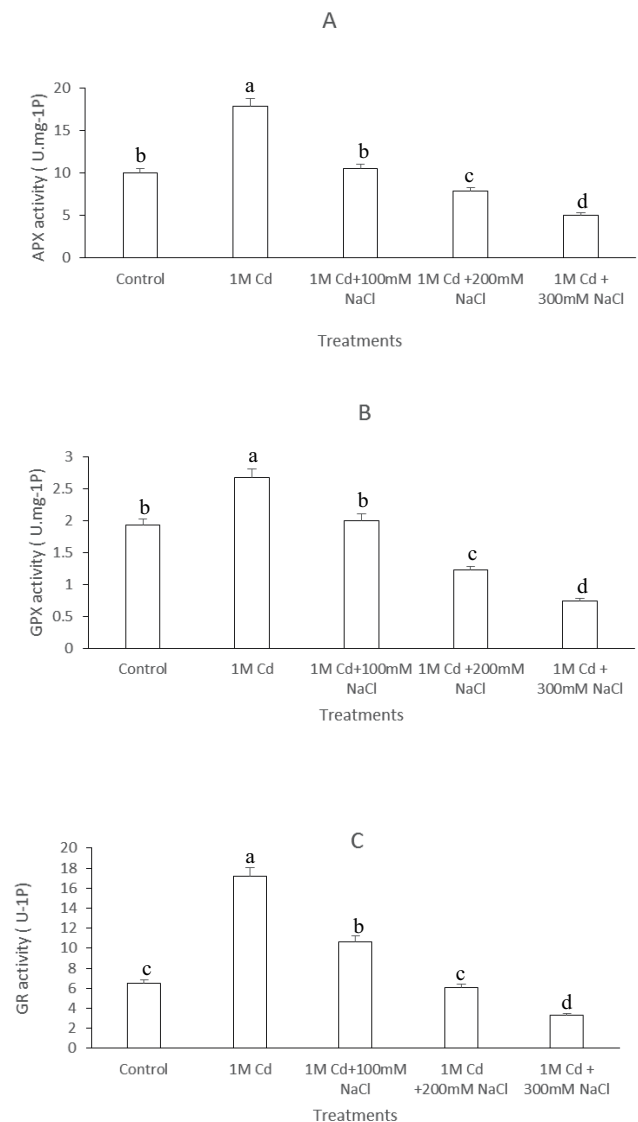 A
APX activity ( U.mg-1P)
20
15
10
5
0
b
a
b
c
d
Control
1M Cd
1M Cd+100mM NaCl
1M Cd +200mM NaCl
1M Cd + 300mM NaCl
Treatments
B
GPX activity ( U.mg-1P)
3
2.5
2
1.5
1
0.5
0
b
a
b
c
d
Control
1M Cd
1M Cd+100mM NaCl
1M Cd +200mM NaCl
1M Cd + 300mM NaCl
Treatments
C
GR activity ( U-1P)
20
18
16
14
12
10
8
6
4
2
0
c
a
b
c
d
Control
1M Cd
1M Cd+100mM NaCl
1M Cd +200mM NaCl
1M Cd + 300mM NaCl
Treatments